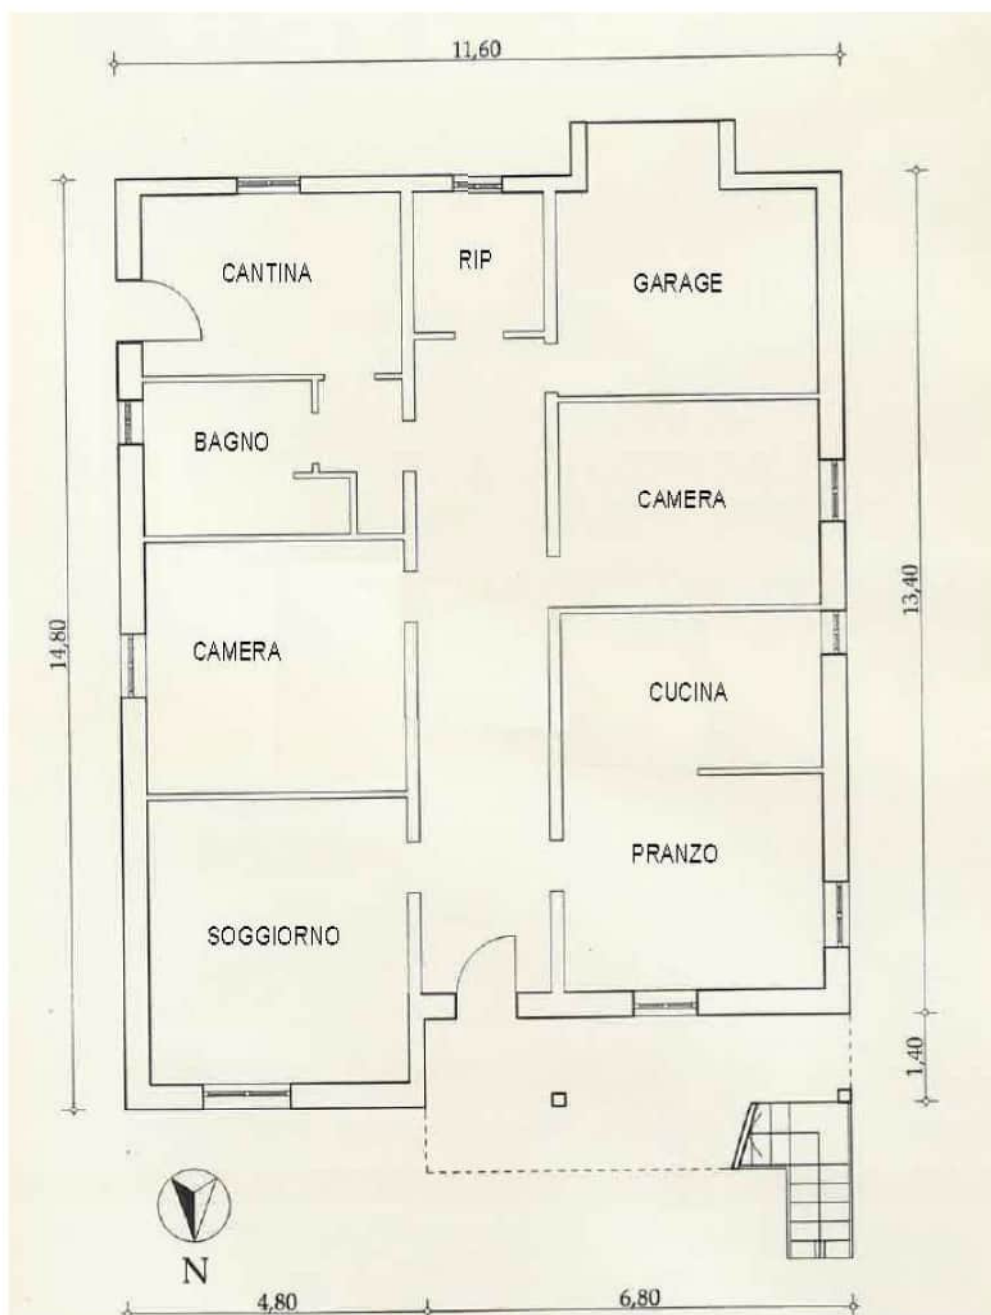 11,60
CANTINA
RIP
GARAGE
BAGNO
CAMERA
13,40
14,80
CAMERA
CUCINA
PRANZO
SOGGIORNO
1,40
N
4,80
6,80